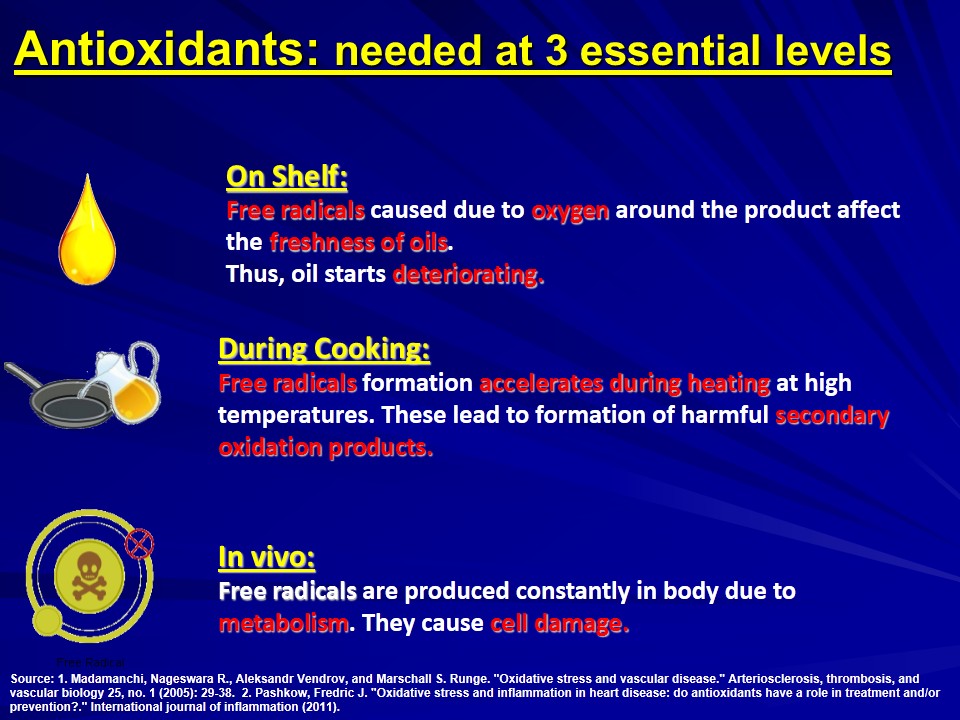 Antioxidants: needed at 3 essential levels
On Shelf:
Free radicals caused due to oxygen around the product affect
the freshness of oils.
Thus, oil starts deteriorating.
During Cooking:
Free radicals formation accelerates during heating at high
temperatures. These lead to formation of harmful secondary
oxidation products.
In vivo:
Free radicals are produced constantly in body due to
metabolism. They cause cell damage.
Free Radical
Source: 1. Madamanchi, Nageswara R., Aleksandr Vendrov, and Marschall S. Runge. "Oxidative stress and vascular disease." Arteriosclerosis, thrombosis, and
vascular biology 25, no. 1 (2005): 29-38. 2. Pashkow, Fredric J. "Oxidative stress and inflammation in heart disease: do antioxidants have a role in treatment and/or
prevention?." International journal of inflammation (2011).